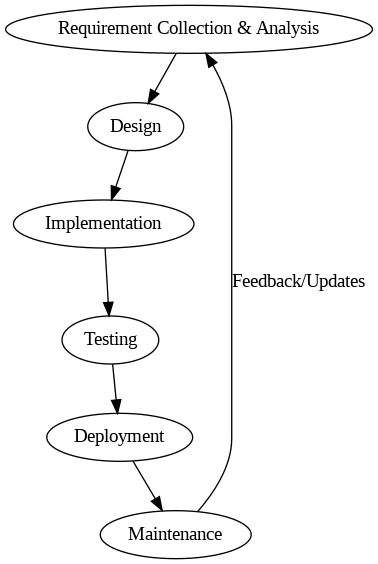 Requirement Collection & Analysis
Design
Implementation
Testing
Feedback/Updates
Deployment
Maintenance